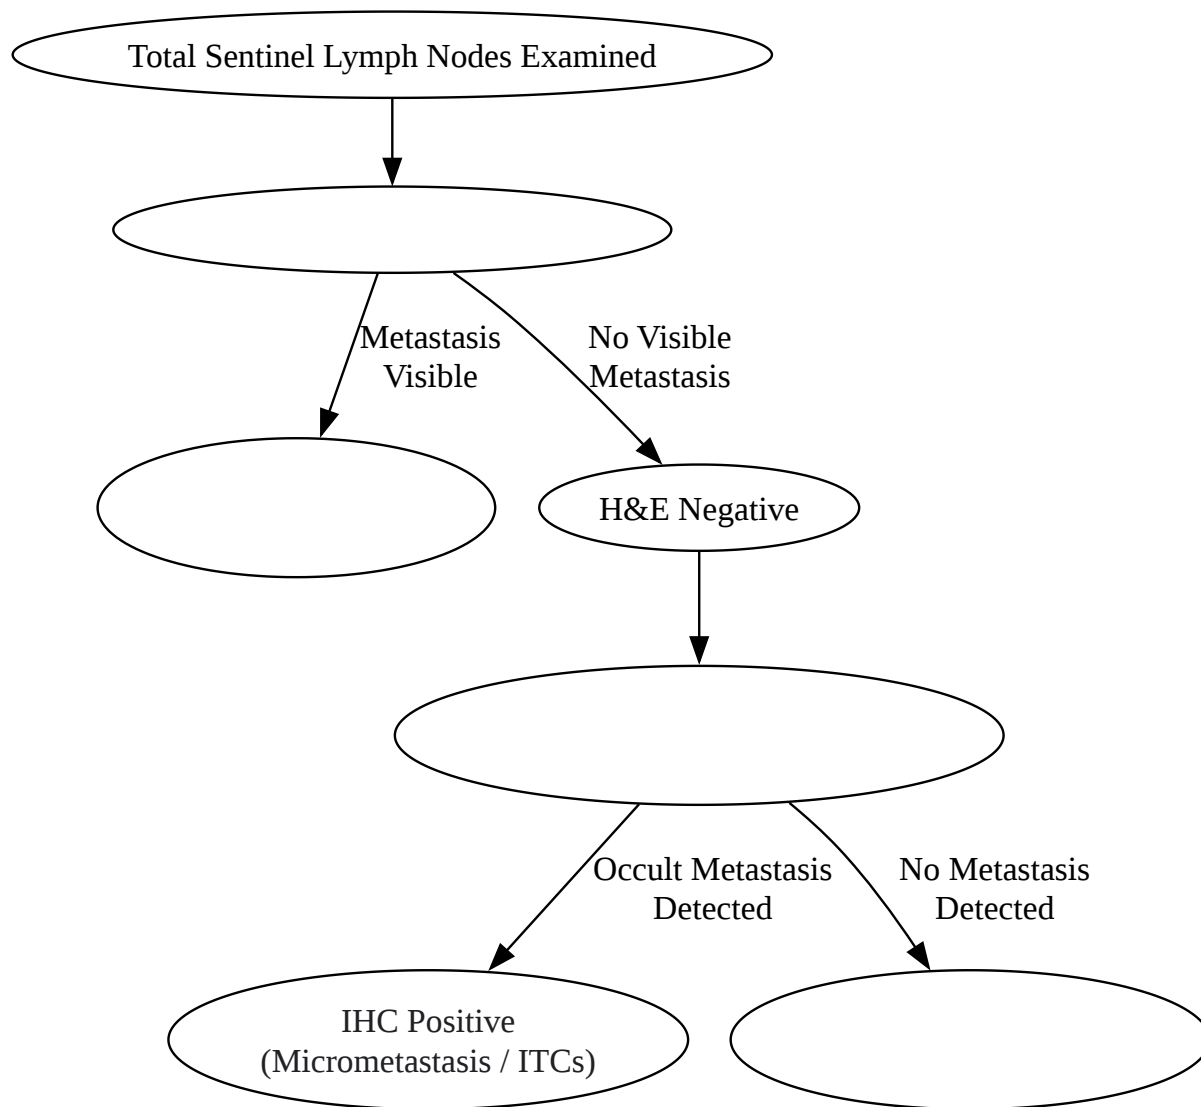 Total Sentinel Lymph Nodes Examined
Metastasis
Visible
No Visible
Metastasis
H&E Negative
Occult Metastasis
Detected
No Metastasis
Detected
IHC Positive
(Micrometastasis / ITCs)